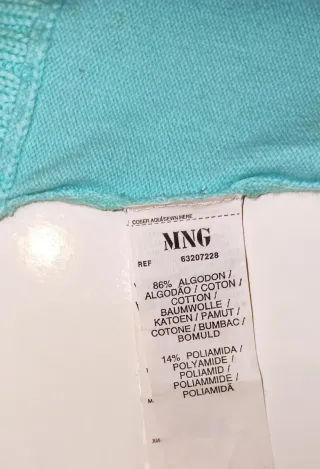 COSER AQUI/SEWN HERE
MNG
REF 63207228
86% ALGODON /
ALGODÃO / COTON /
COTTON /
BAUMWOLLE /
KATOEN / PAMUT /
COTONE / BUMBAC /
BOMULD
14% POLIAMIDA /
POLYAMIDE /
POLIAMID /
POLIAMMIDE /
POLIAMIDĂ